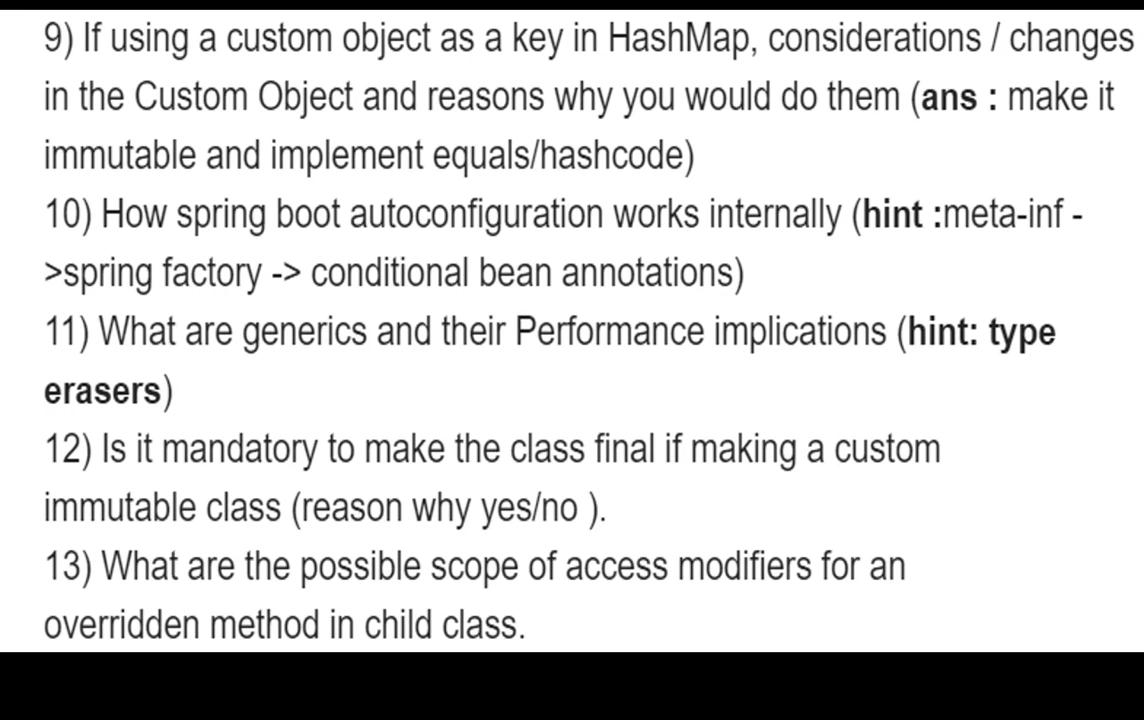 9) If using a custom object as a key in HashMap, considerations / changes
in the Custom Object and reasons why you would do them (ans : make it
immutable and implement equals/hashcode)
10) How spring boot autoconfiguration works internally (hint :meta-inf -
>spring factory -> conditional bean annotations)
11) What are generics and their Performance implications (hint: type
erasers)
12) Is it mandatory to make the class final if making a custom
immutable class (reason why yes/no ).
13) What are the possible scope of access modifiers for an
overridden method in child class.